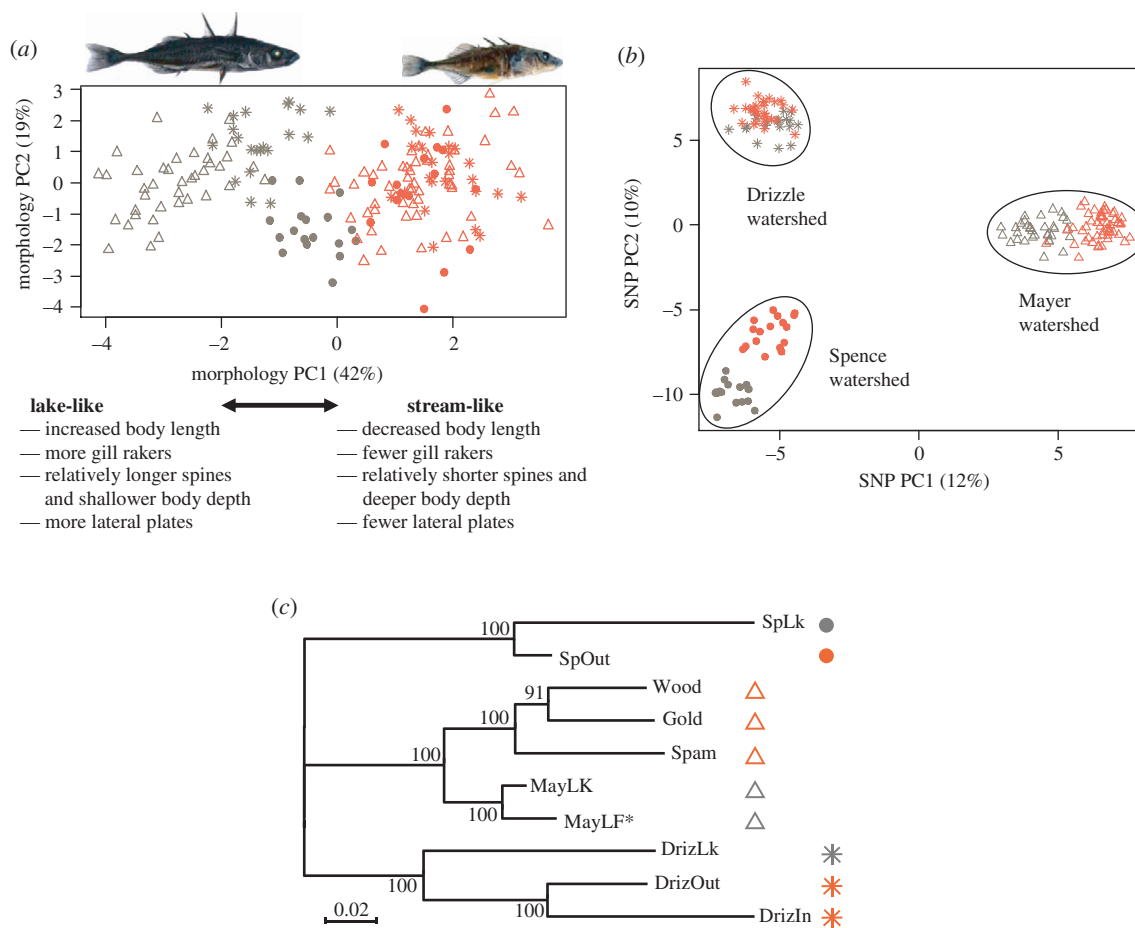 (a)
3
2
1
0
−1
−2
−3
−4
morphology PC2 (19%)
−4
−2
0
2
morphology PC1 (42%)
lake-like
— increased body length
— more gill rakers
— relatively longer spines
and shallower body depth
— more lateral plates
stream-like
— decreased body length
— fewer gill rakers
— relatively shorter spines and
deeper body depth
— fewer lateral plates
(b)
5
0
−5
−10
SNP PC2 (10%)
Drizzle
watershed
Mayer
watershed
Spence
watershed
−5
0
5
SNP PC1 (12%)
(c)
100
SpLk
SpOut
91
Wood
100
Gold
100
Spam
MayLK
100
MayLF*
DrizLk
100
DrizOut
100
DrizIn
0.02